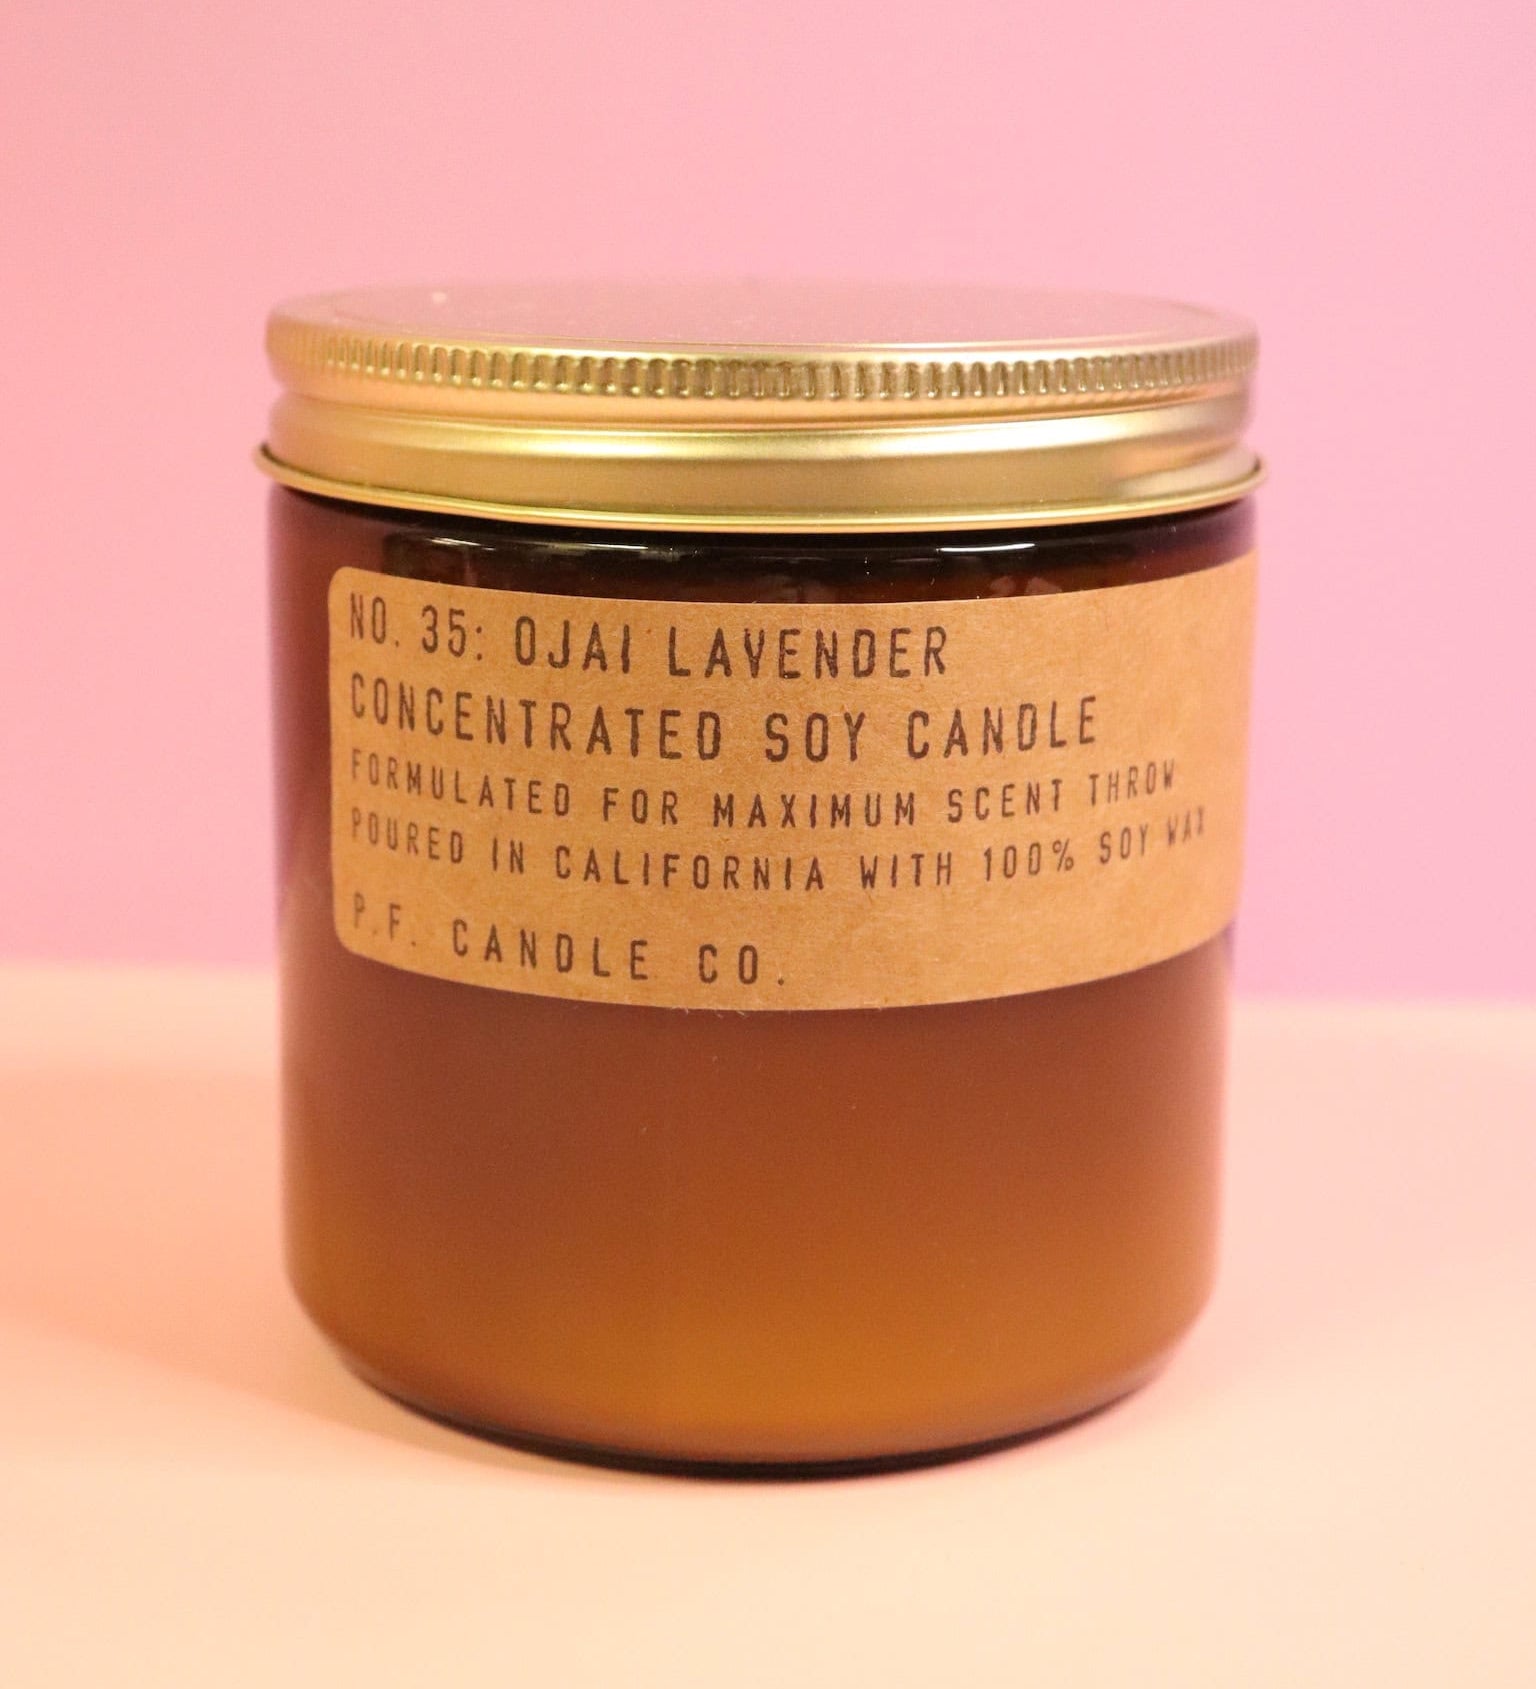 NO. 35: OJAI LAVENDER
CONCENTRATED SOY CANDLE
FORMULATED FOR MAXIMUM SCENT THROW
POURED IN CALIFORNIA WITH 100% SOY WAX
P.F. CANDLE CO.